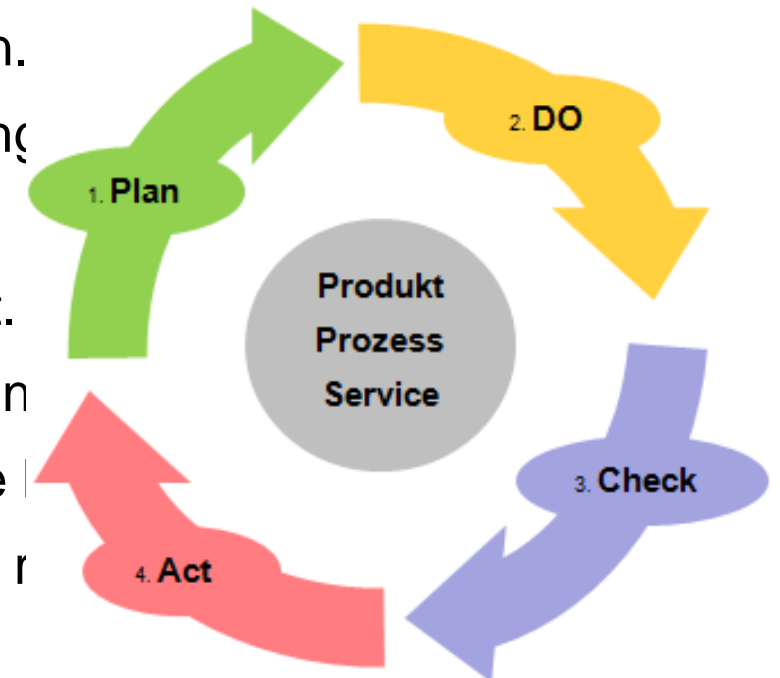 n.
1. Plan
2. DO
Produkt
Prozess
Service
3. Check
4. Act